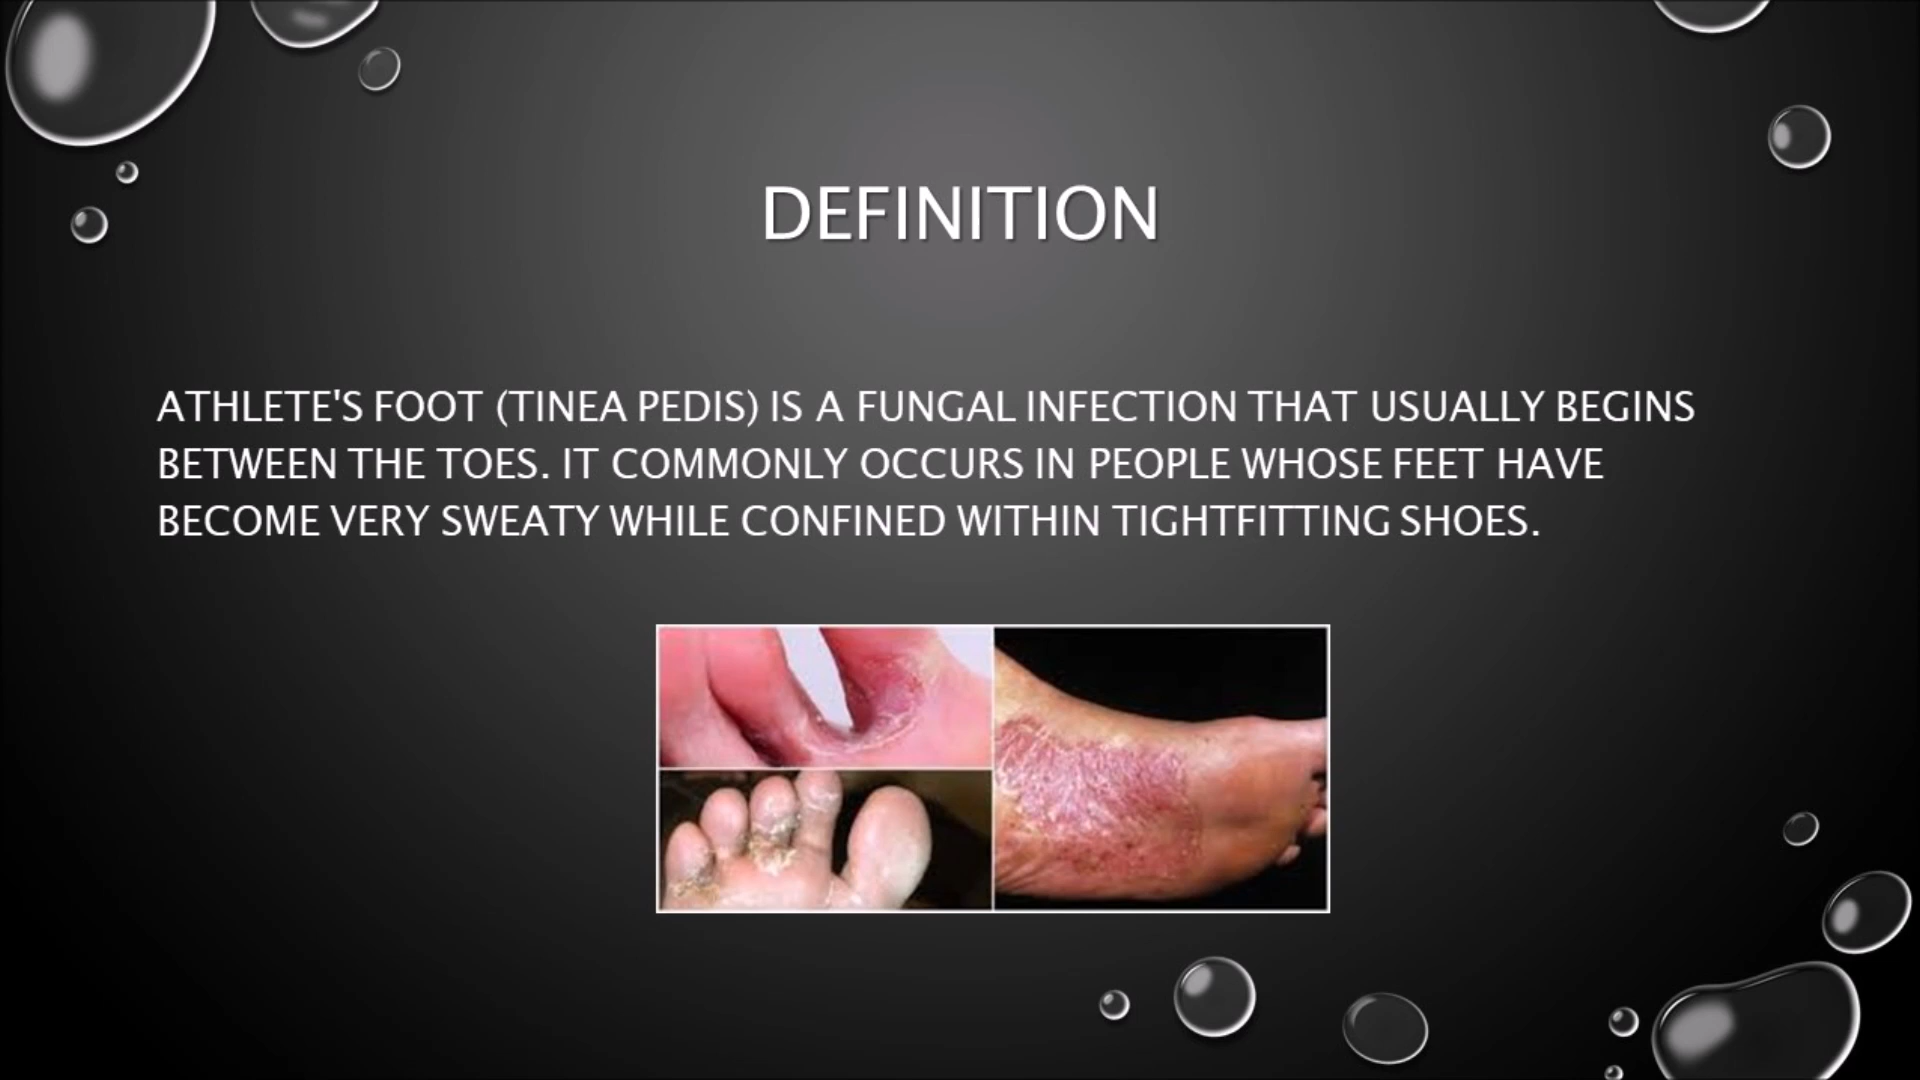 DEFINITION
ATHLETE'S FOOT (TINEA PEDIS) IS A FUNGAL INFECTION THAT USUALLY BEGINS
BETWEEN THE TOES. IT COMMONLY OCCURS IN PEOPLE WHOSE FEET HAVE
BECOME VERY SWEATY WHILE CONFINED WITHIN TIGHTFITTING SHOES.